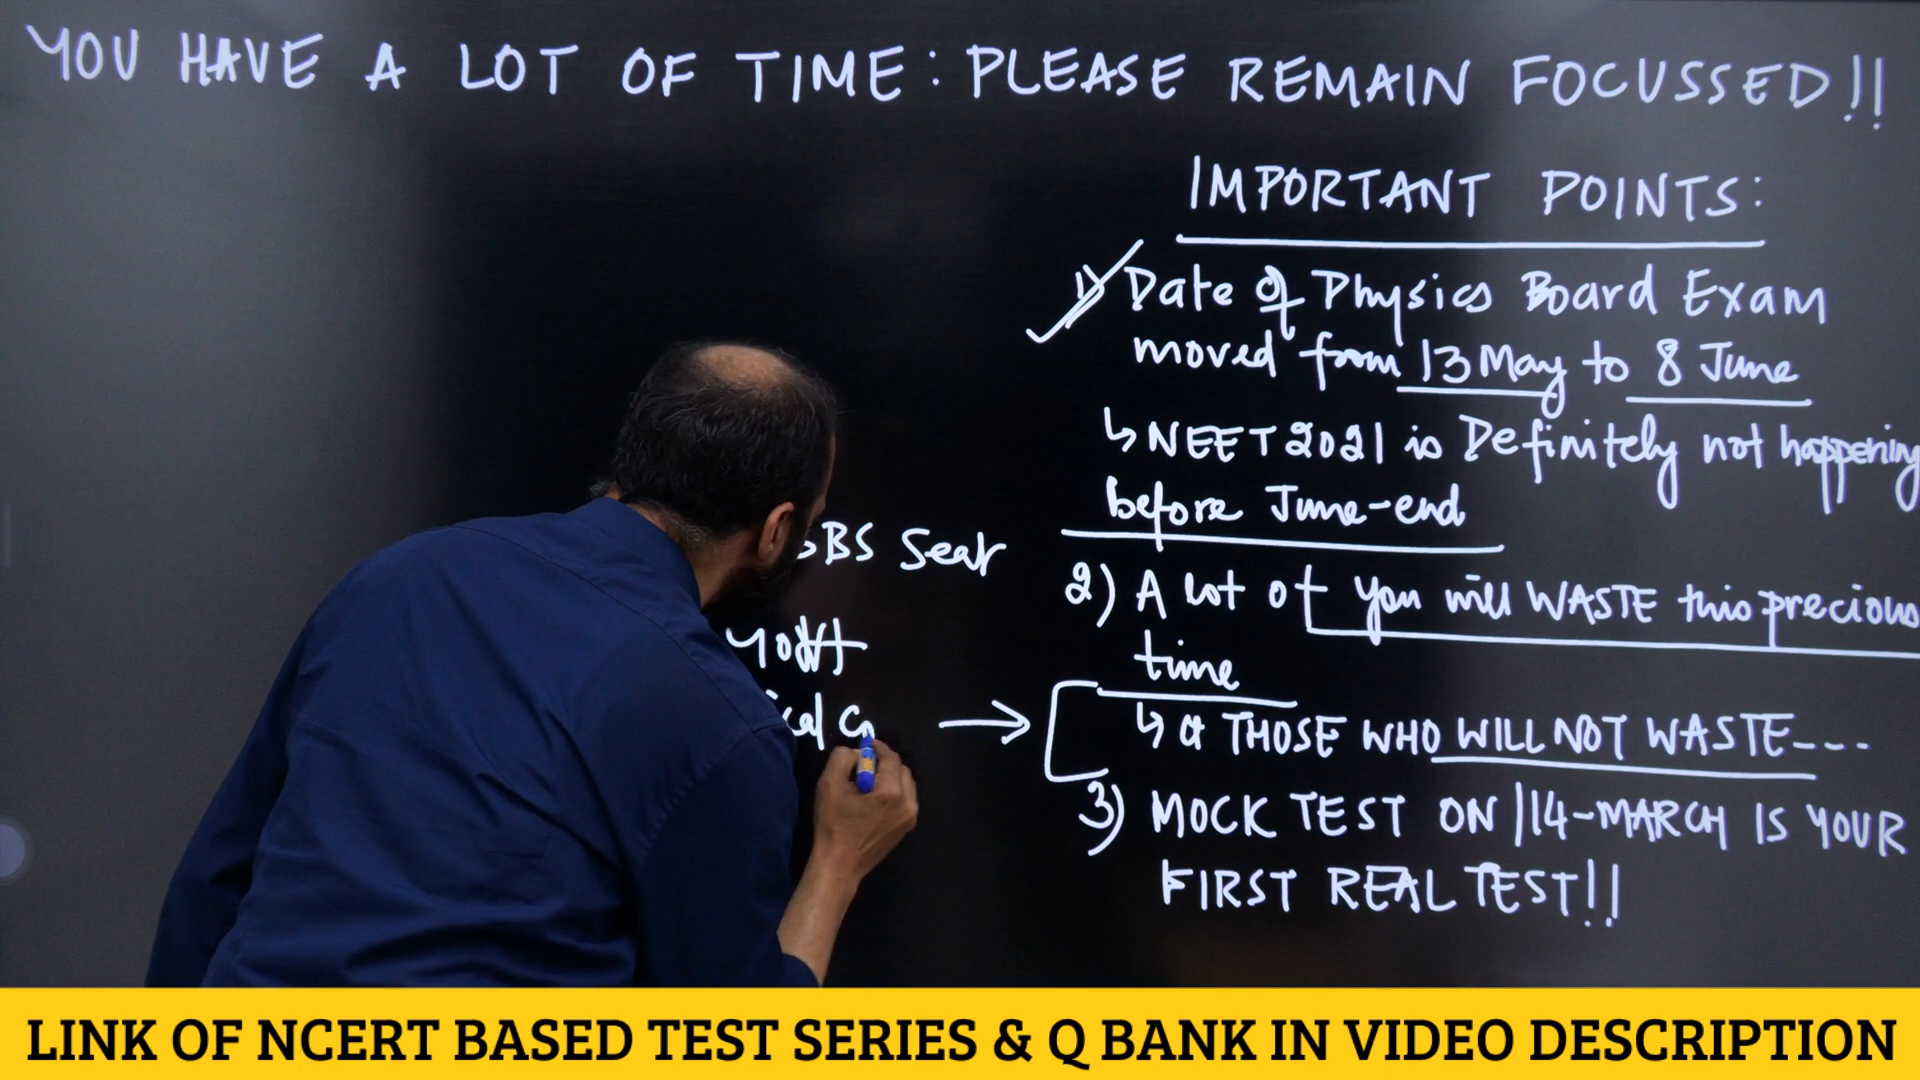 YOU HAVE A LOT OF TIME: PLEASE REMAIN FOCUSSED!!
IMPORTANT POINTS:
1) Date of Physics Board Exam
moved from 13 May to 8 June
↳ NEET 2021 is Definitely not happening
before June-end
BS Seat
2) A lot of you will WASTE this precious
time
→ ↳ THOSE WHO WILL NOT WASTE---
3) MOCK TEST ON 14-MARCH IS YOUR
FIRST REAL TEST!!
LINK OF NCERT BASED TEST SERIES & Q BANK IN VIDEO DESCRIPTION